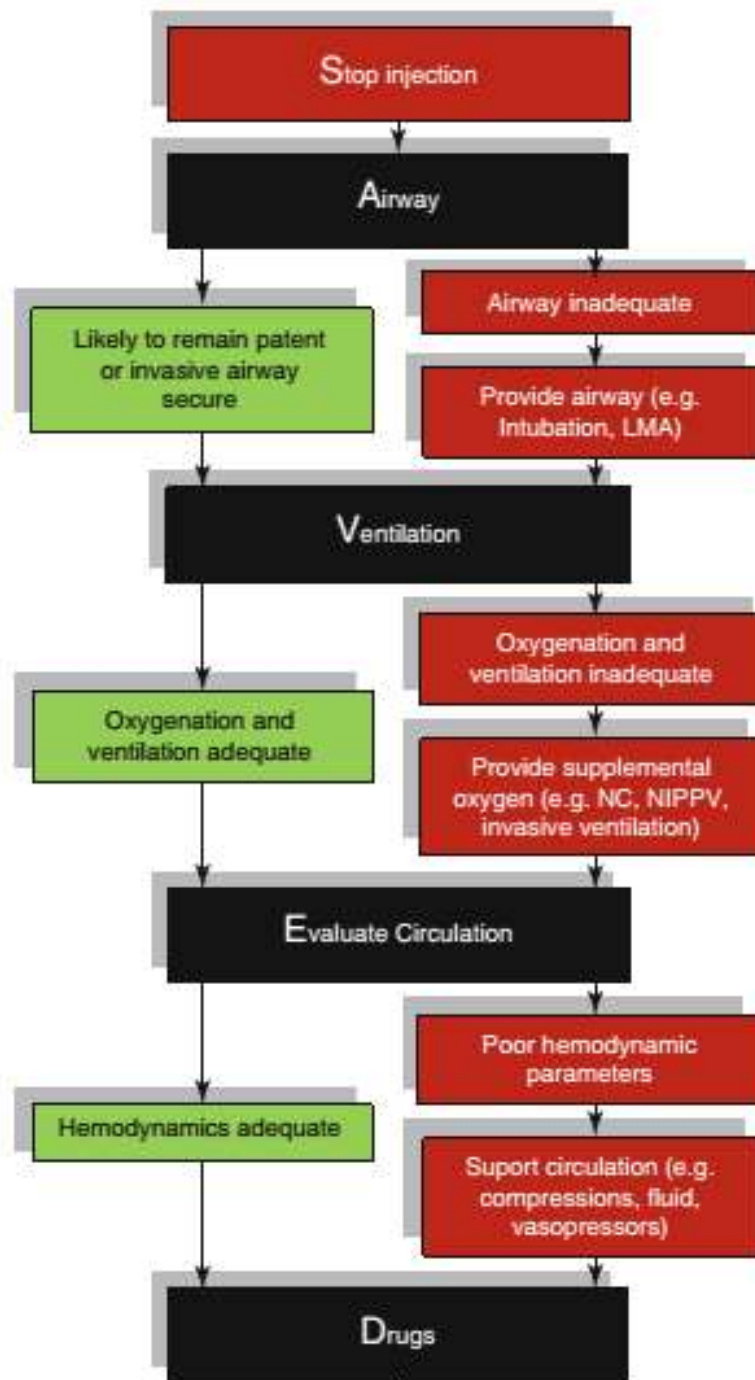 Stop injection
Airway
Airway inadequate
Likely to remain patent
or invasive airway
secure
Provide airway (e.g.
Intubation, LMA)
Ventilation
Oxygenation and
ventilation inadequate
Oxygenation and
ventilation adequate
Provide supplemental
oxygen (e.g. NC, NIPPV,
invasive ventilation)
Evaluate Circulation
Poor hemodynamic
parameters
Hemodynamics adequate
Suport circulation (e.g.
compressions, fluid,
vasopressors)
Drugs